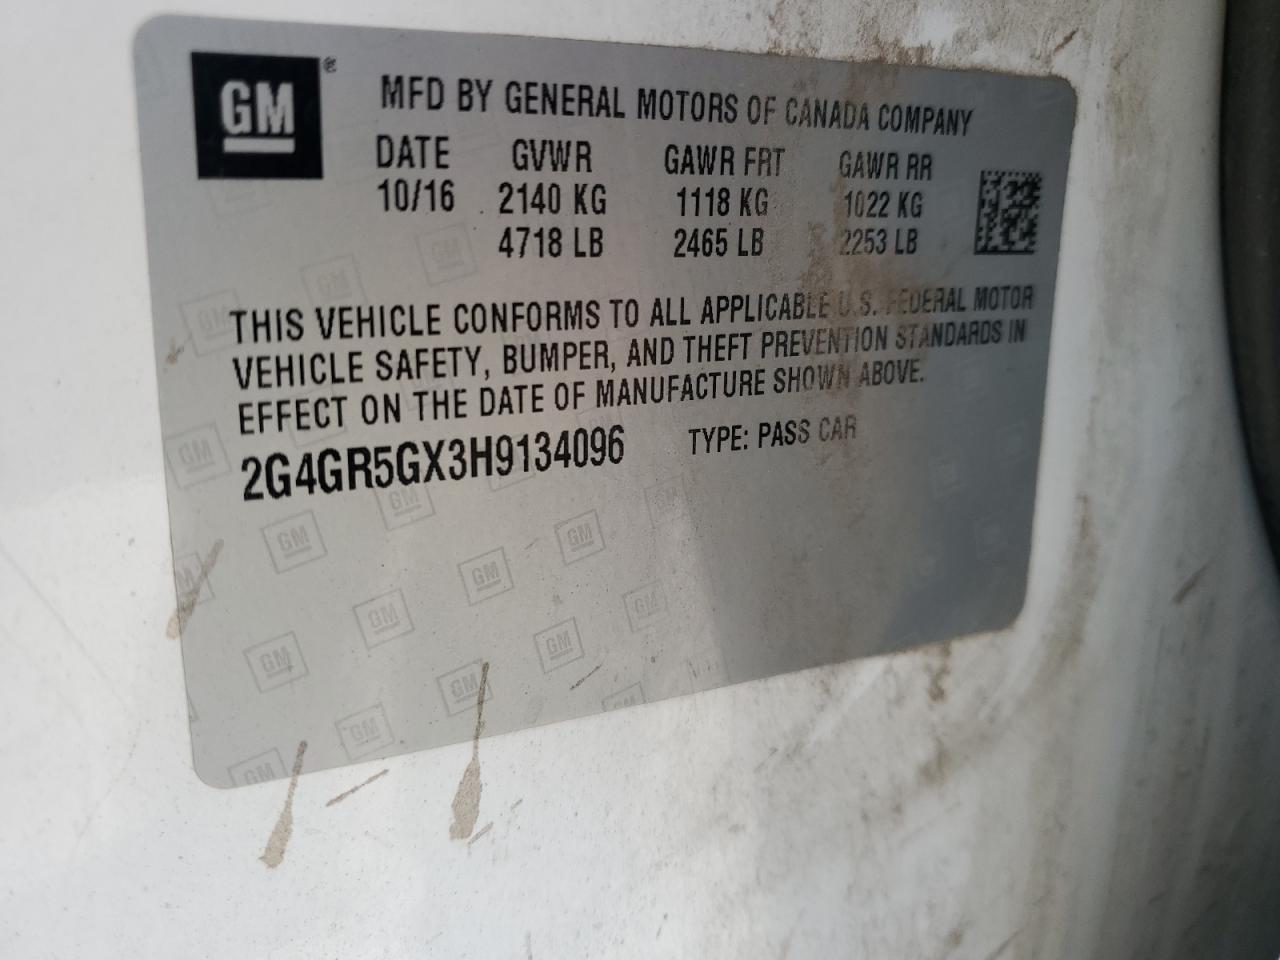 GM®
MFD BY GENERAL MOTORS OF CANADA COMPANY
DATE GVWR GAWR FRT GAWR RR
10/16 2140 KG 1118 KG 1022 KG
4718 LB 2465 LB 2253 LB
THIS VEHICLE CONFORMS TO ALL APPLICABLE U.S. FEDERAL MOTOR
VEHICLE SAFETY, BUMPER, AND THEFT PREVENTION STANDARDS IN
EFFECT ON THE DATE OF MANUFACTURE SHOWN ABOVE.
2G4GR5GX3H9134096 TYPE: PASS CAR